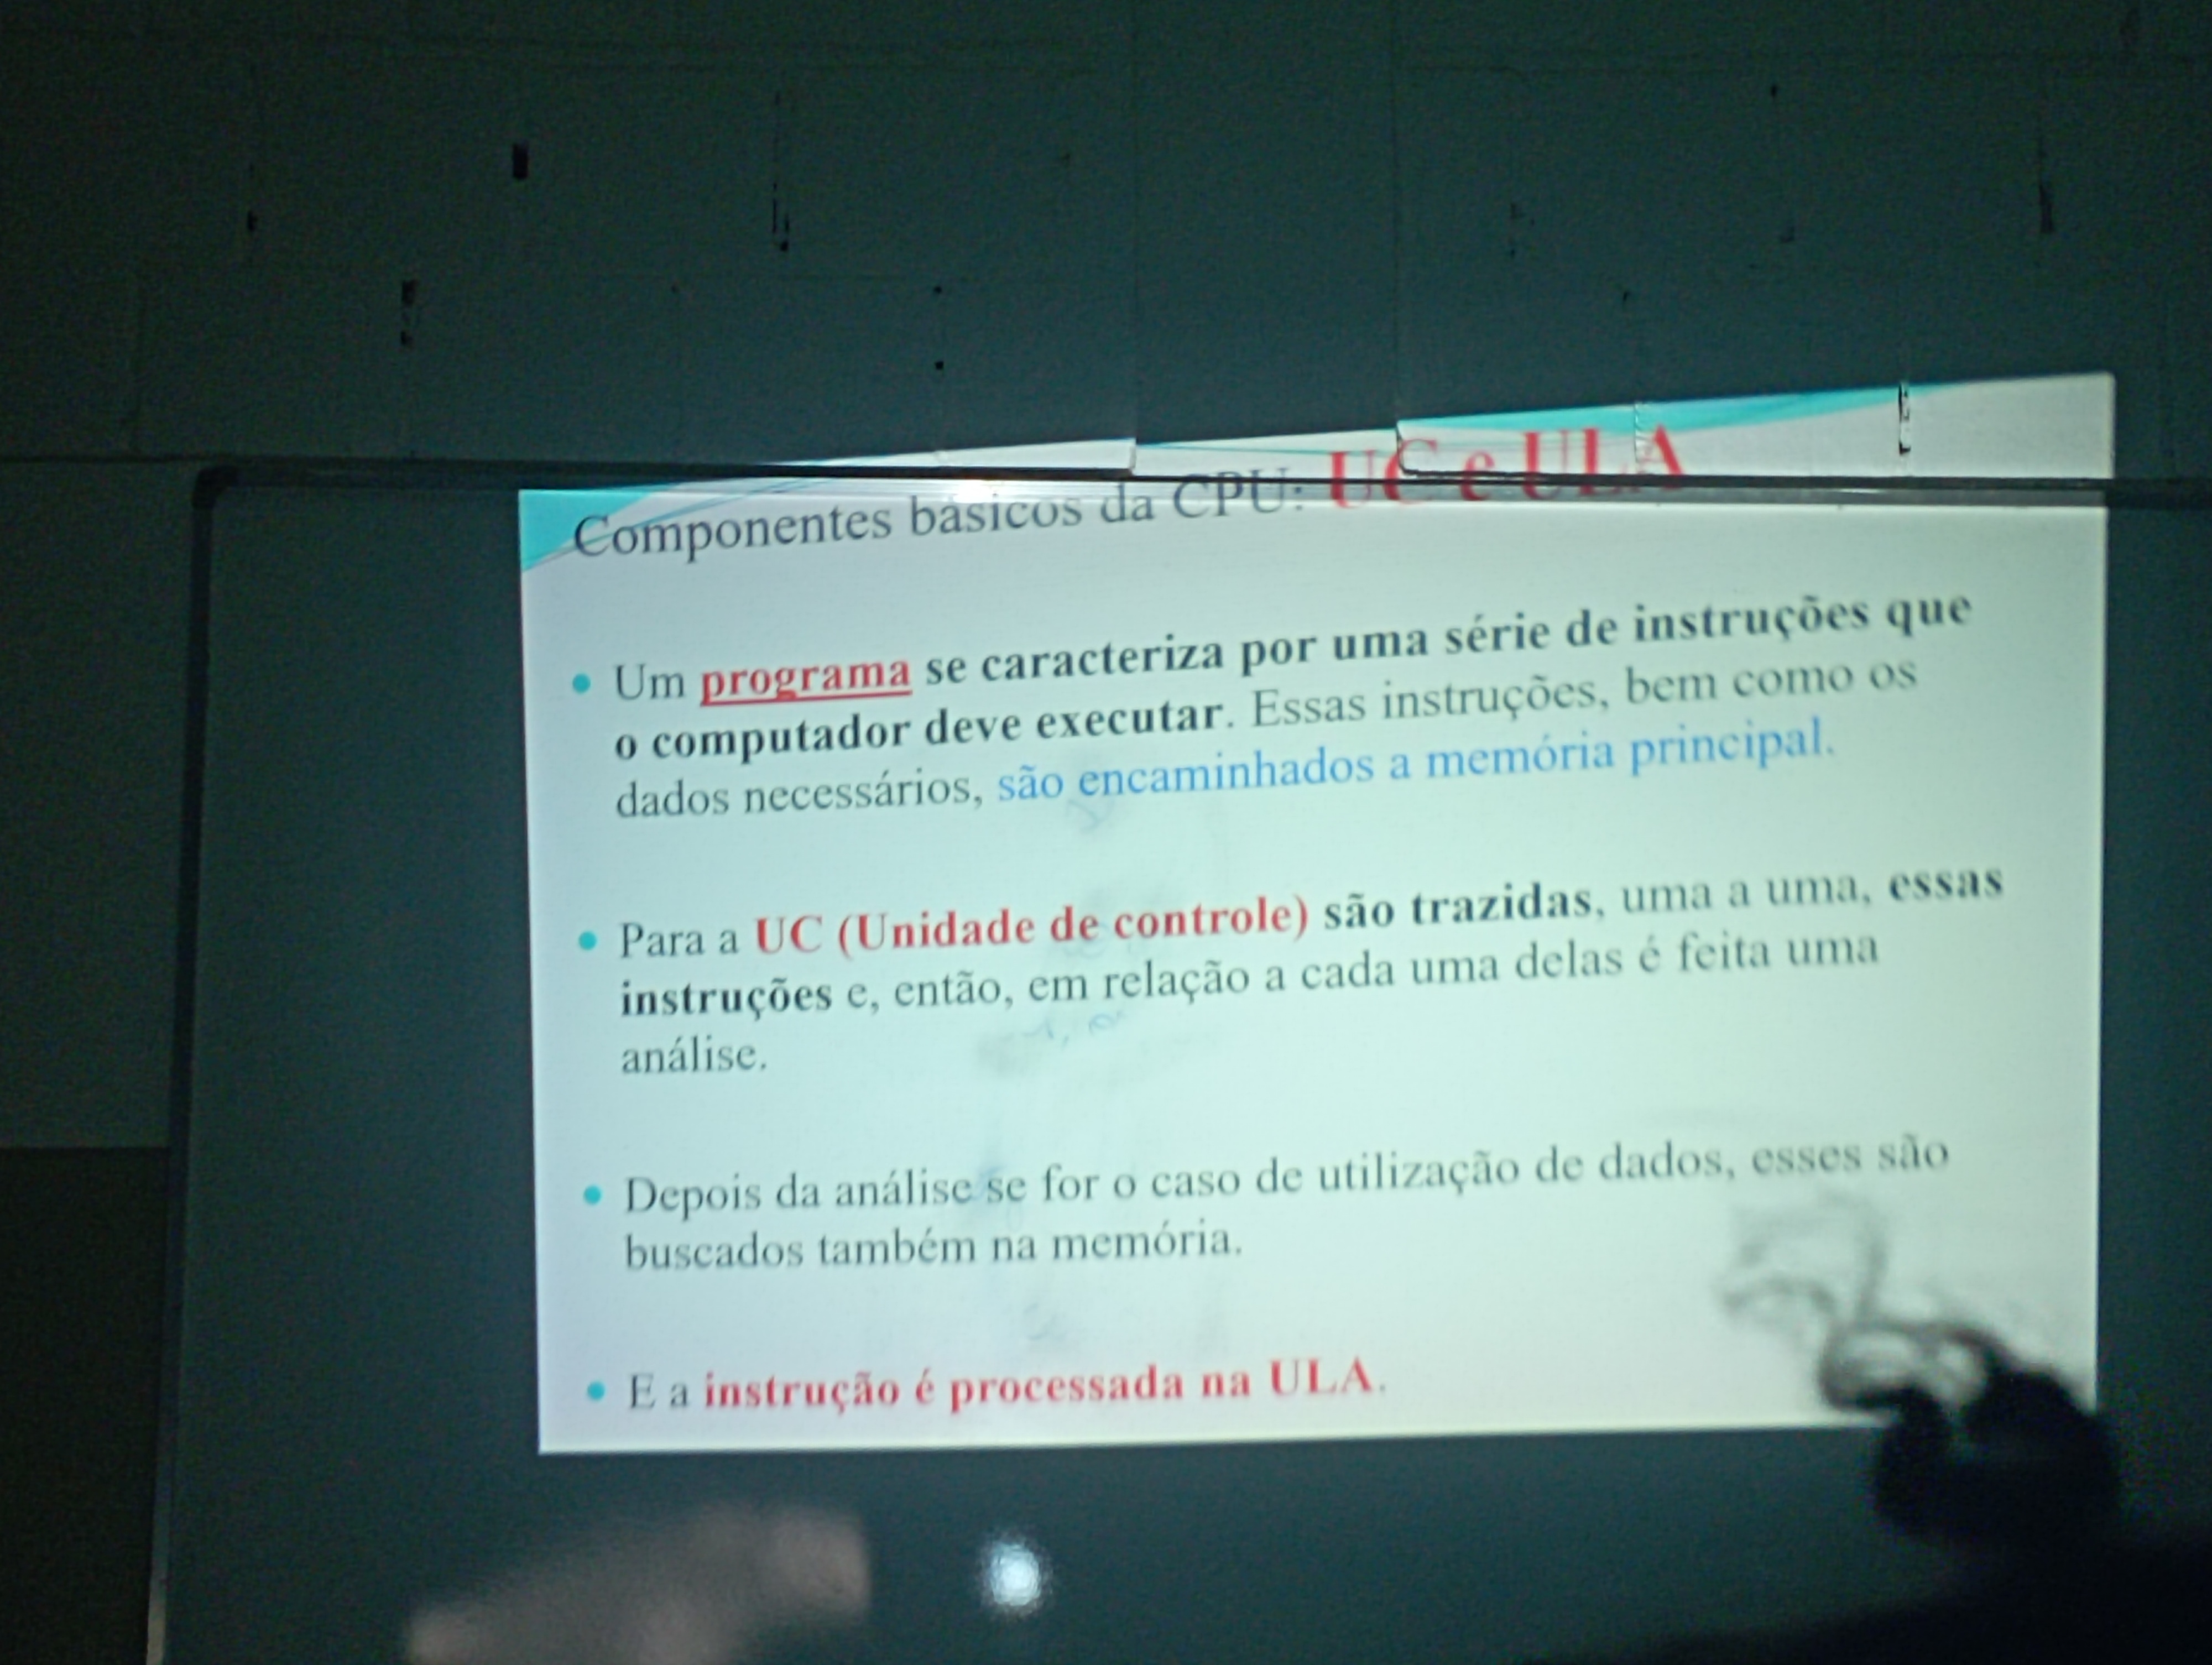 Componentes básicos da CPU: UC e ULA
Um programa se caracteriza por uma série de instruções que
o computador deve executar. Essas instruções, bem como os
dados necessários, são encaminhados a memória principal.
Para a UC (Unidade de controle) são trazidas, uma a uma, essas
instruções e, então, em relação a cada uma delas é feita uma
análise.
Depois da análise se for o caso de utilização de dados, esses são
buscados também na memória.
E a instrução é processada na ULA.